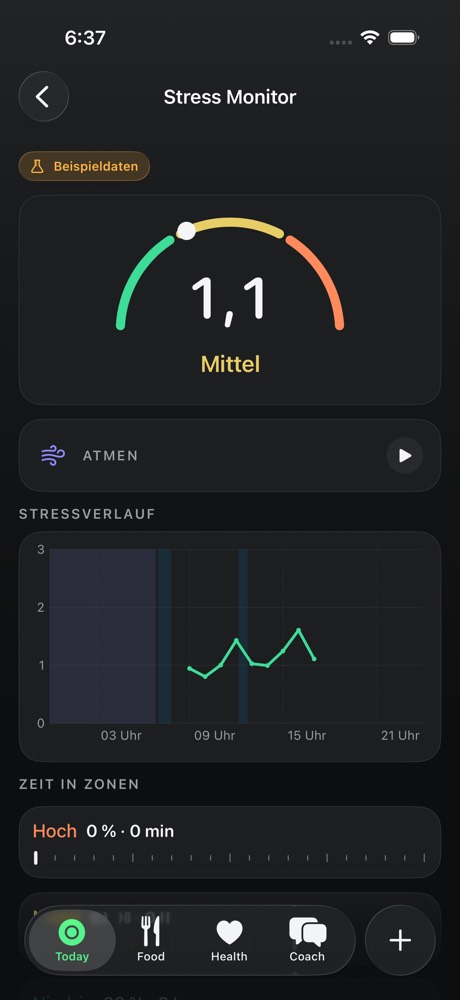 6:37
Stress Monitor
Beispieldaten
1,1
Mittel
ATMEN
STRESSVERLAUF
3
2
1
0
03 Uhr 09 Uhr 15 Uhr 21 Uhr
ZEIT IN ZONEN
Hoch 0 % · 0 min
Today Food Health Coach